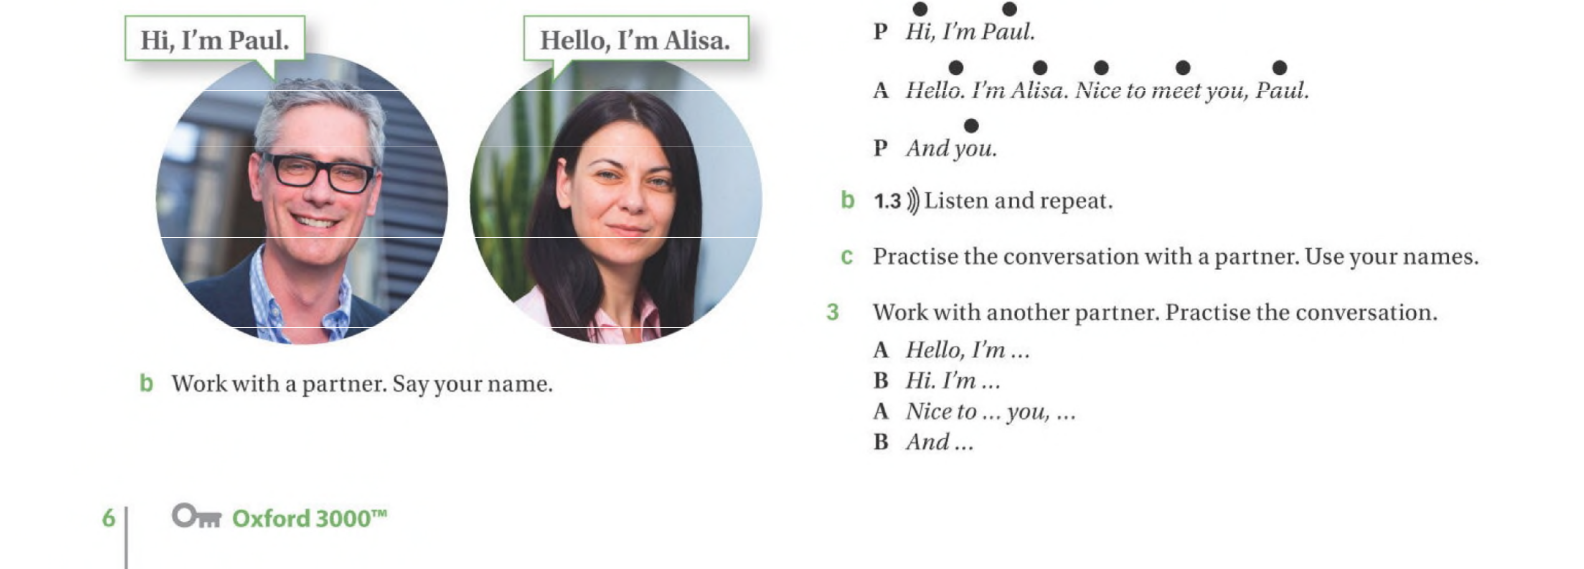 Hi, I'm Paul.
Hello, I'm Alisa.
b Work with a partner. Say your name.
P Hi, I'm Paul.
A Hello. I'm Alisa. Nice to meet you, Paul.
P And you.
b 1.3 Listen and repeat.
c Practise the conversation with a partner. Use your names.
3 Work with another partner. Practise the conversation.
A Hello, I'm …
B Hi. I'm …
A Nice to … you, …
B And …
6 Oxford 3000™